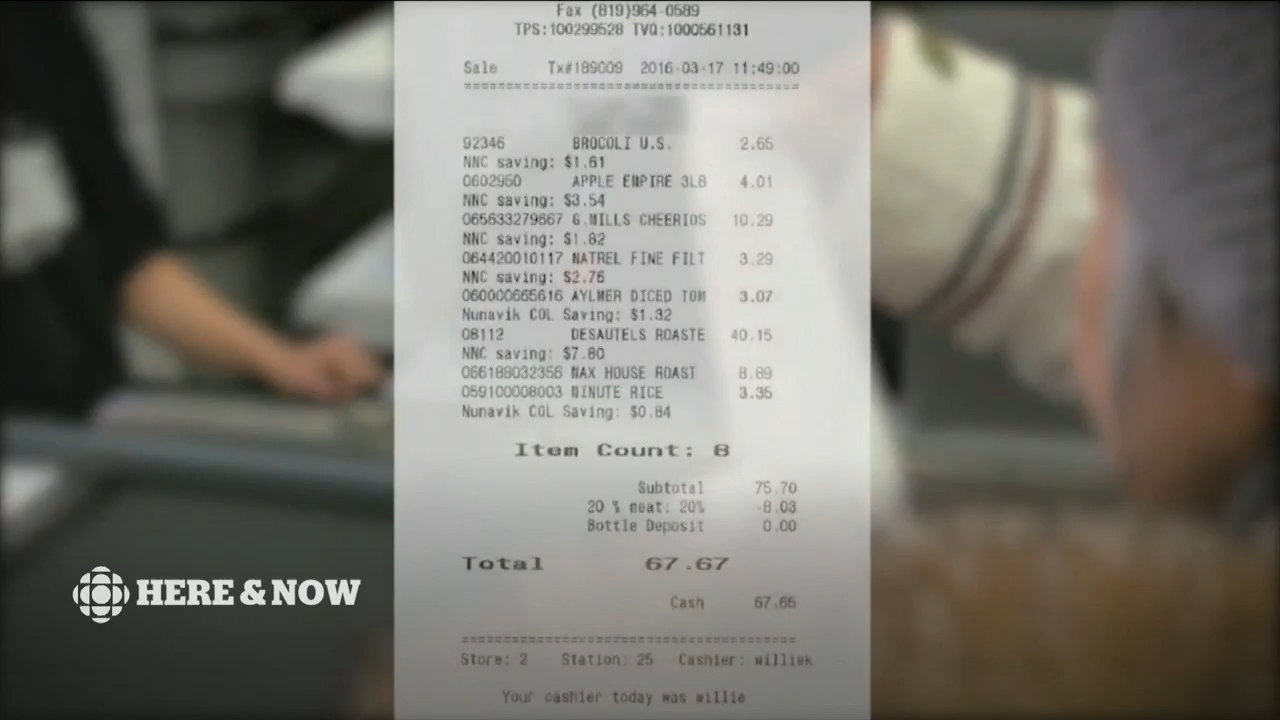 Fax (819)964-0589
TPS:100299528 TVQ:1000561131
Sale Tx#189009 2016-03-17 11:49:00
======================================
92346 BROCOLI U.S. 2.65
NNC saving: $1.61
0602950 APPLE EMPIRE 3LB 4.01
NNC saving: $3.54
065633279667 G.MILLS CHEERIOS 10.29
NNC saving: $1.82
064420010117 NATREL FINE FILT 3.29
NNC saving: $2.76
060000665616 AYLMER DICED TOM 3.07
Nunavik COL Saving: $1.32
08112 DESAUTELS ROASTE 40.15
NNC saving: $7.80
066188032356 MAX HOUSE ROAST 8.89
059100008003 MINUTE RICE 3.35
Nunavik COL Saving: $0.84
Item Count: 8
Subtotal 75.70
20 % meat: 20% -8.03
Bottle Deposit 0.00
Total 67.67
Cash 67.65
======================================
Store: 2 Station: 25 Cashier: williek
Your cashier today was willie
HERE & NOW